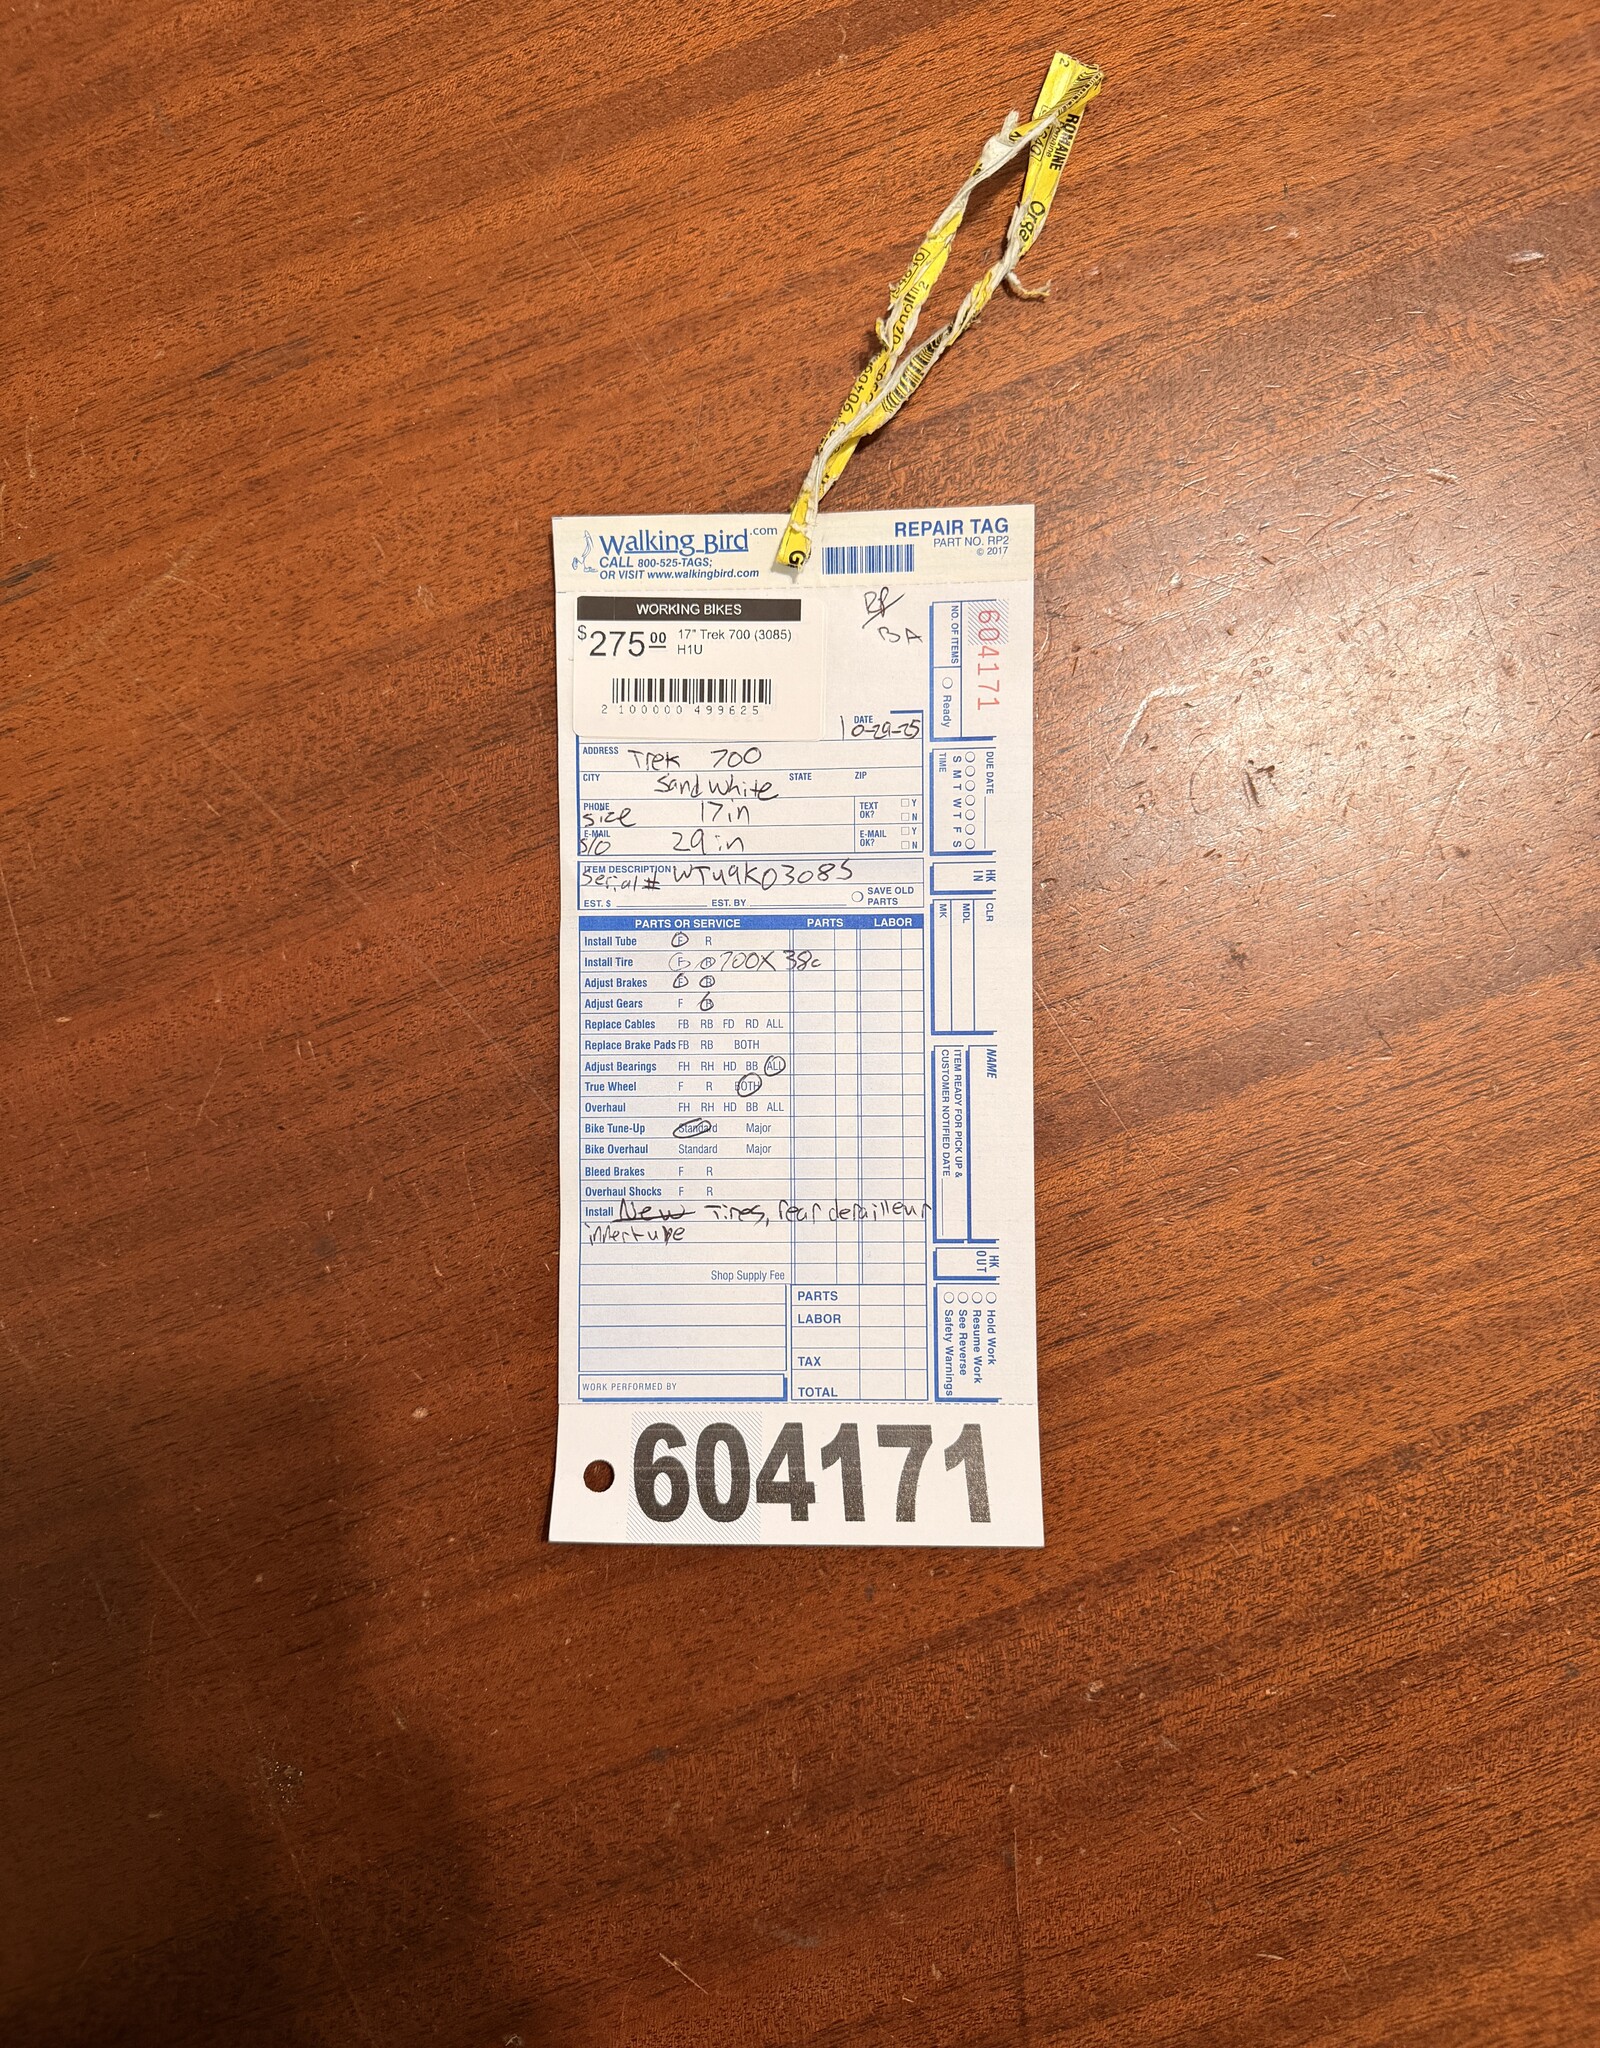 ROMAINE
Orga
Walking_Bird.com
CALL 800-525-TAGS;
OR VISIT www.walkingbird.com
REPAIR TAG
PART NO. RP2
© 2017
WORKING BIKES
$275.00
17" Trek 700 (3085)
H1U
2 100000 499625
BA
604171
NO. OF ITEMS
Ready
DATE
10-29-25
ADDRESS Trek 700
CITY Sand white STATE ZIP
PHONE
size 17in
TEXT OK? Y N
E-MAIL
S/O 29in
E-MAIL OK? Y N
ITEM DESCRIPTION
Serial # WTU9K03085
EST. $ EST. BY SAVE OLD PARTS
PARTS OR SERVICE PARTS LABOR
Install Tube F R
Install Tire F R 700X 38c
Adjust Brakes F R
Adjust Gears F R
Replace Cables FB RB FD RD ALL
Replace Brake Pads FB RB BOTH
Adjust Bearings FH RH HD BB ALL
True Wheel F R BOTH
Overhaul FH RH HD BB ALL
Bike Tune-Up Standard Major
Bike Overhaul Standard Major
Bleed Brakes F R
Overhaul Shocks F R
Install New Tires, rear derailleur
innertube
Shop Supply Fee
PARTS
LABOR
TAX
TOTAL
WORK PERFORMED BY
DUE DATE
S M T W T F S
TIME
HK IN
CLR
MDL
MK
NAME
ITEM READY FOR PICK UP &
CUSTOMER NOTIFIED DATE
HK OUT
Hold Work
Resume Work
See Reverse
Safety Warnings
604171